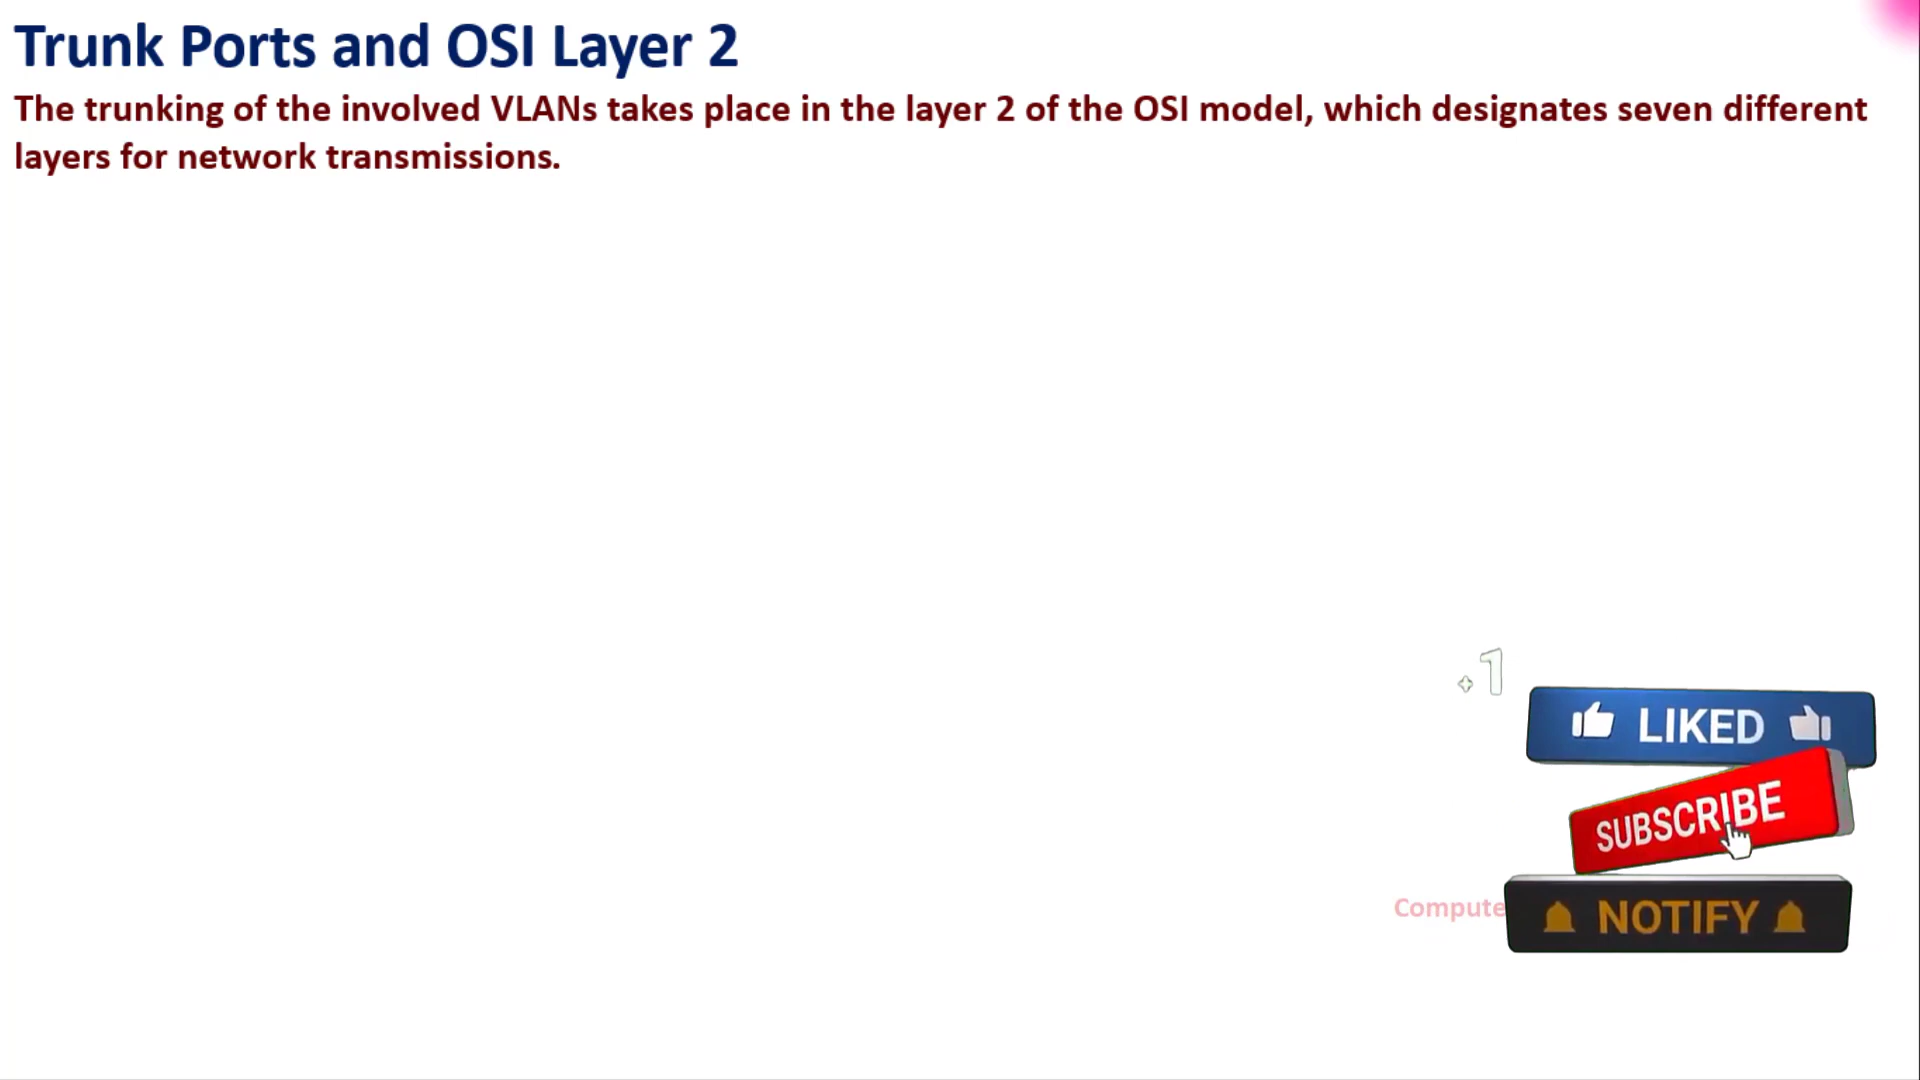 Trunk Ports and OSI Layer 2
The trunking of the involved VLANs takes place in the layer 2 of the OSI model, which designates seven different
layers for network transmissions.
+1
LIKED
SUBSCRIBE
Compute
NOTIFY